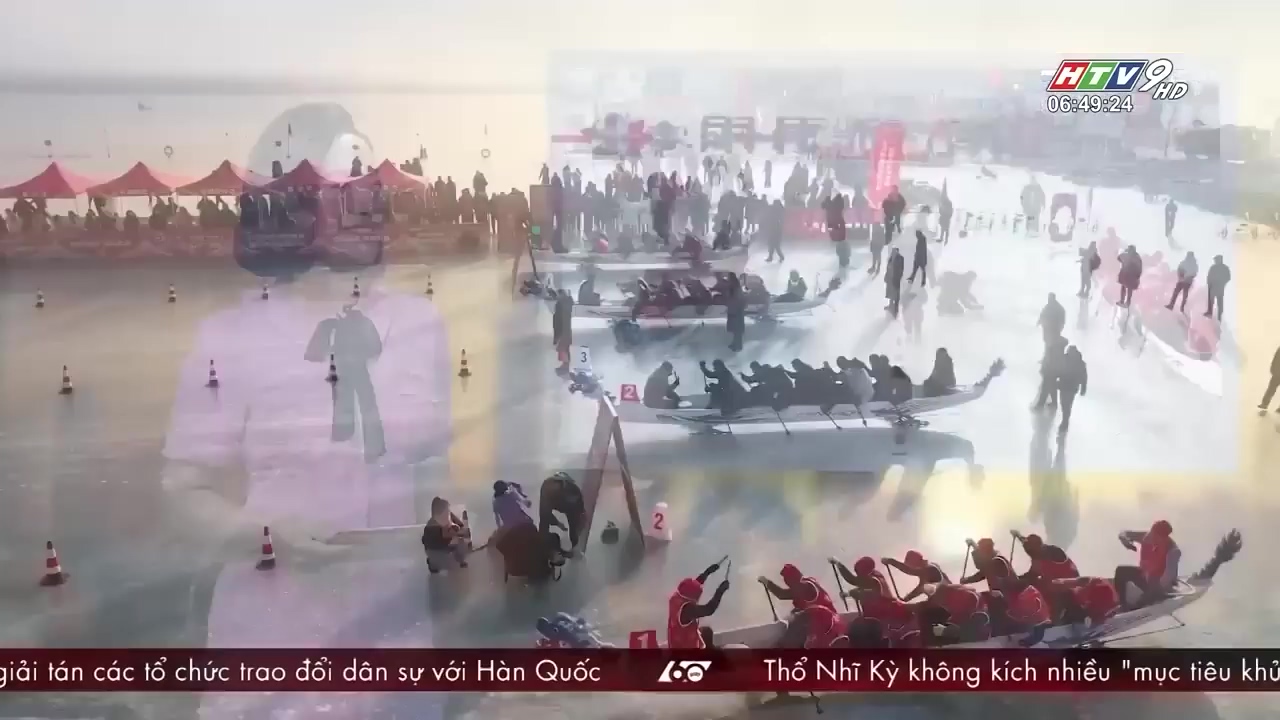 HTV9 HD
06:49:24
3
2
2
1
giải tán các tổ chức trao đổi dân sự với Hàn Quốc 60 Thổ Nhĩ Kỳ không kích nhiều "mục tiêu khủ